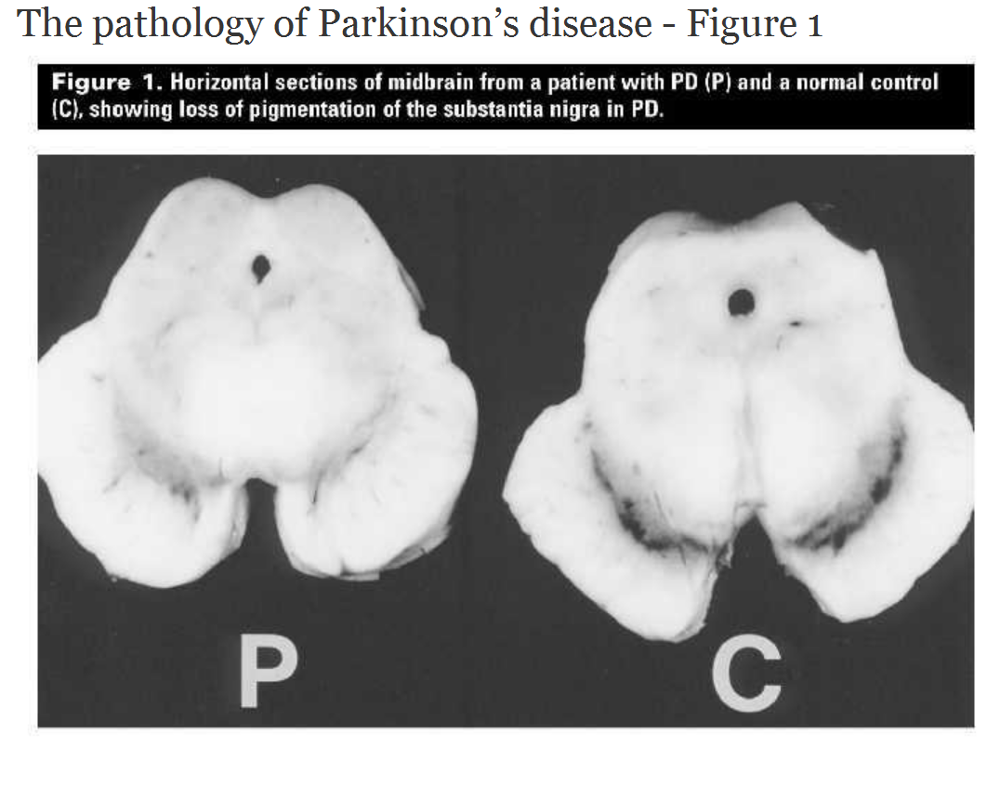 The pathology of Parkinson’s disease - Figure 1
Figure 1. Horizontal sections of midbrain from a patient with PD (P) and a normal control
(C), showing loss of pigmentation of the substantia nigra in PD.
P
C